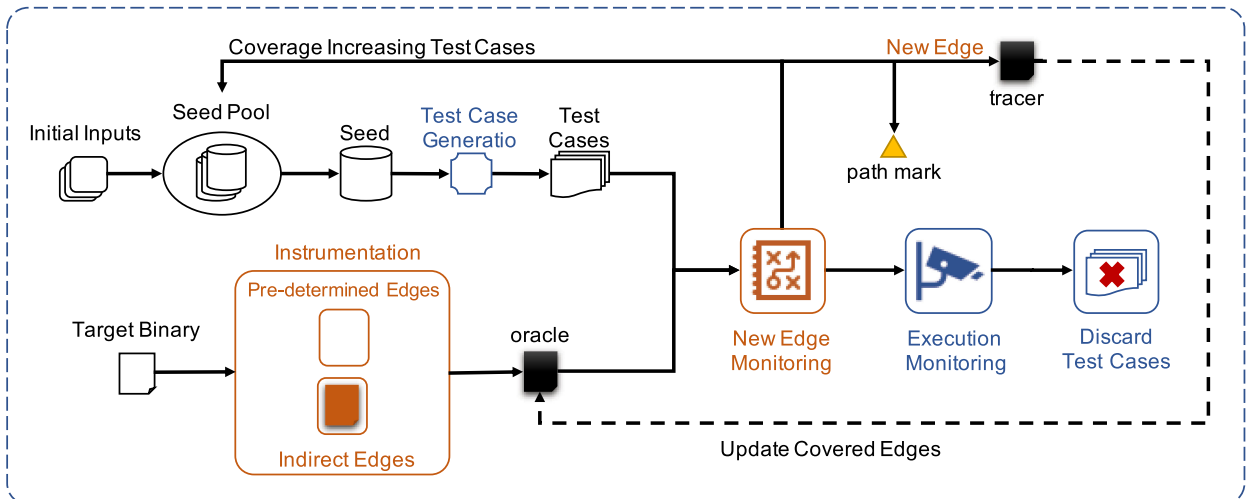 Coverage Increasing Test Cases
New Edge
tracer
Seed Pool
Initial Inputs
Seed
Test Case
Generatio
Test
Cases
path mark
Instrumentation
Pre-determined Edges
Target Binary
oracle
New Edge
Monitoring
Execution
Monitoring
Discard
Test Cases
Indirect Edges
Update Covered Edges